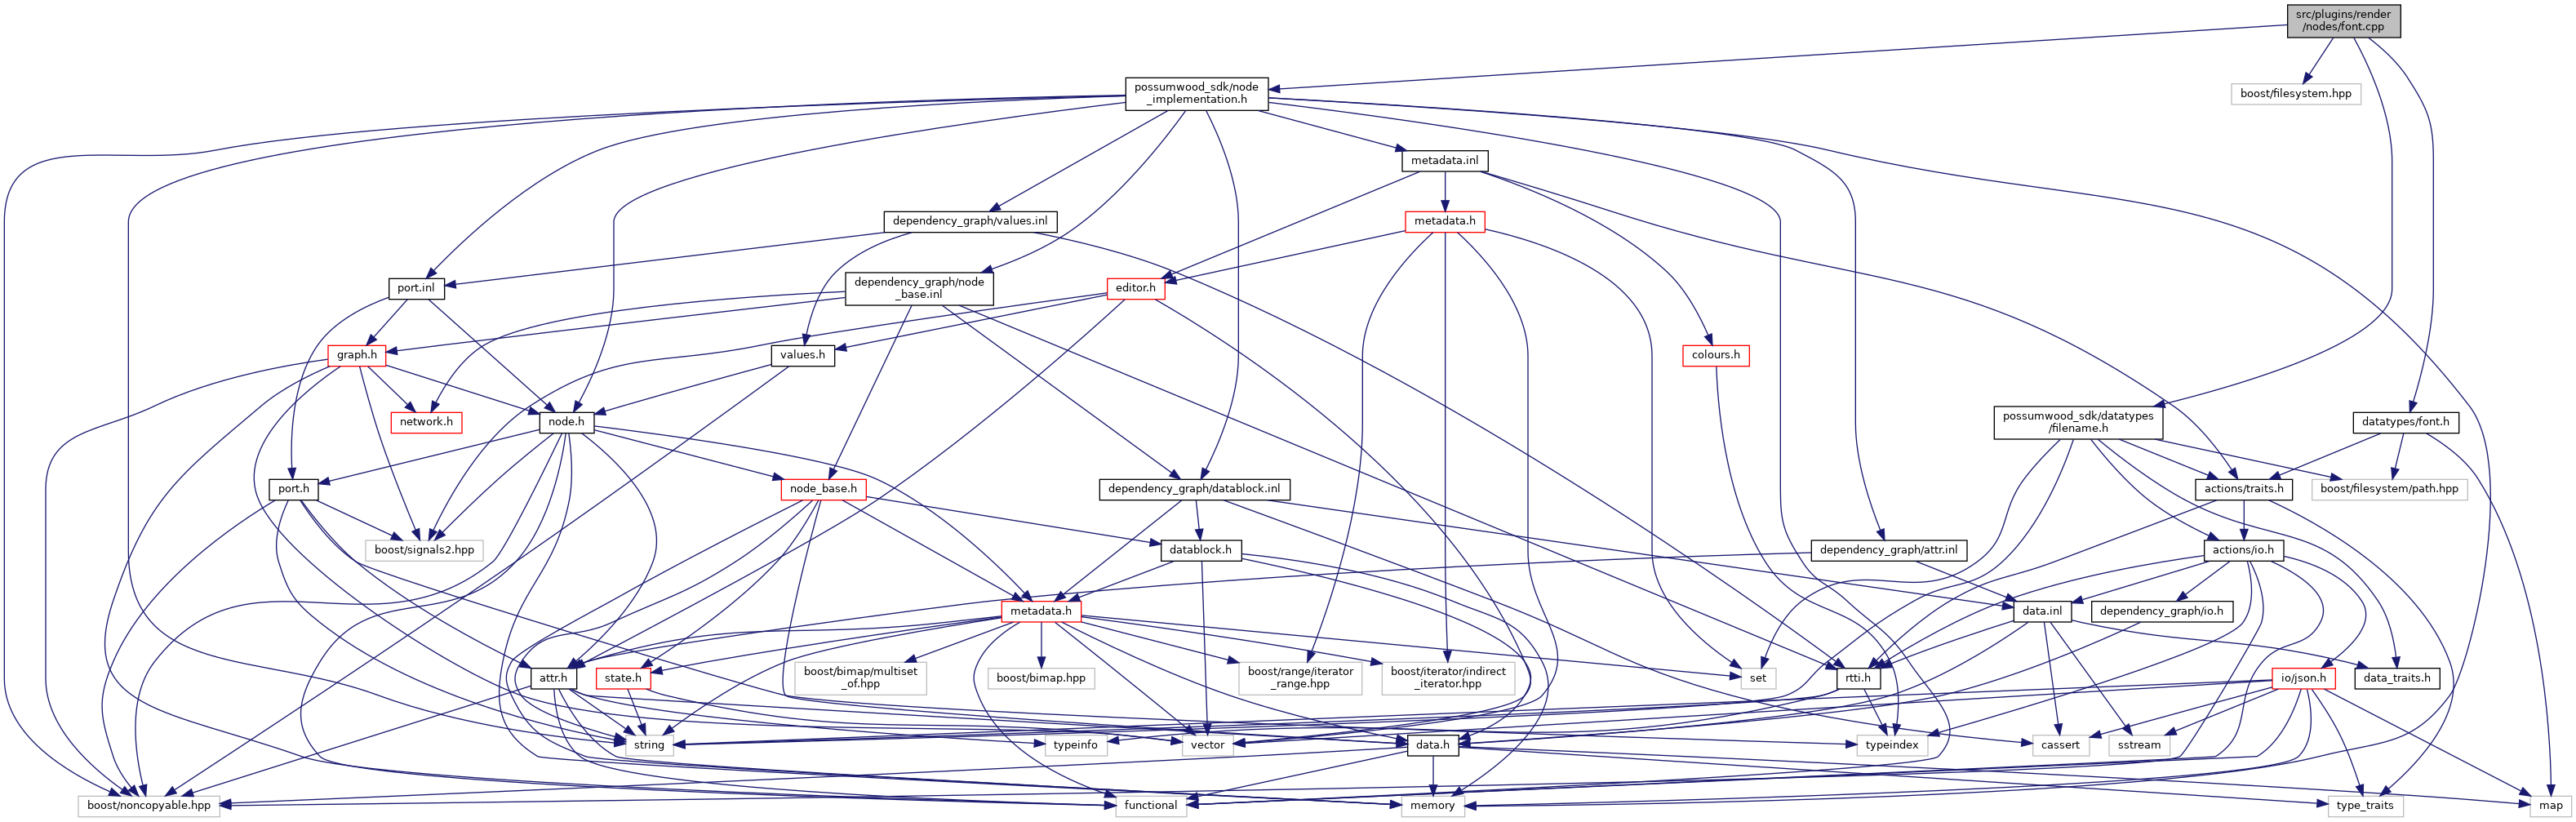 src/plugins/render
/nodes/font.cpp
possumwood_sdk/node
_implementation.h
boost/filesystem.hpp
metadata.inl
dependency_graph/values.inl
metadata.h
port.inl
dependency_graph/node
_base.inl
editor.h
graph.h
values.h
colours.h
network.h
node.h
possumwood_sdk/datatypes
/filename.h
datatypes/font.h
port.h
node_base.h
dependency_graph/datablock.inl
actions/traits.h
boost/filesystem/path.hpp
boost/signals2.hpp
datablock.h
dependency_graph/attr.inl
actions/io.h
metadata.h
data.inl
dependency_graph/io.h
attr.h
state.h
boost/bimap/multiset
_of.hpp
boost/bimap.hpp
boost/range/iterator
_range.hpp
boost/iterator/indirect
_iterator.hpp
set
rtti.h
io/json.h
data_traits.h
string
typeinfo
vector
data.h
typeindex
cassert
sstream
boost/noncopyable.hpp
functional
memory
type_traits
map